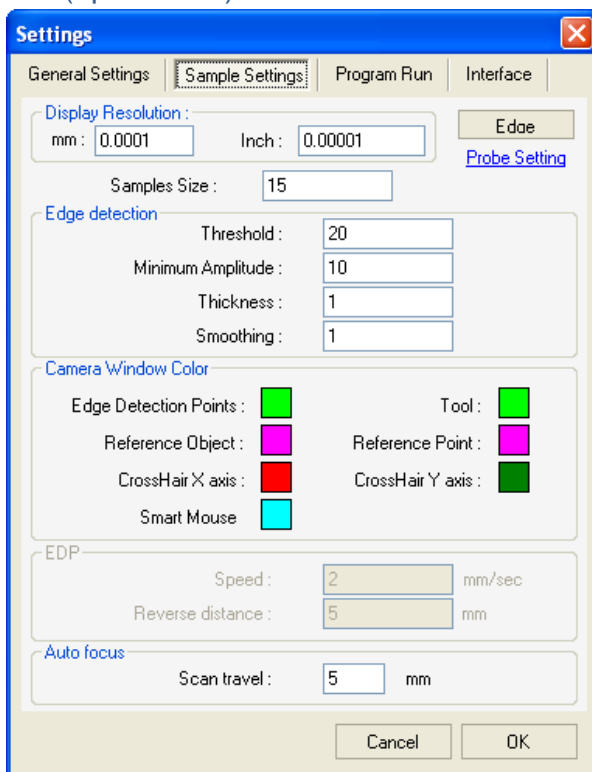 Settings
General Settings Sample Settings Program Run Interface
Display Resolution :
mm : 0.0001 Inch : 0.00001
Edge
Probe Setting
Samples Size : 15
Edge detection
Threshold : 20
Minimum Amplitude : 10
Thickness : 1
Smoothing : 1
Camera Window Color
Edge Detection Points : Tool :
Reference Object : Reference Point :
CrossHair X axis : CrossHair Y axis :
Smart Mouse
EDP
Speed : 2 mm/sec
Reverse distance : 5 mm
Auto focus
Scan travel : 5 mm
Cancel OK